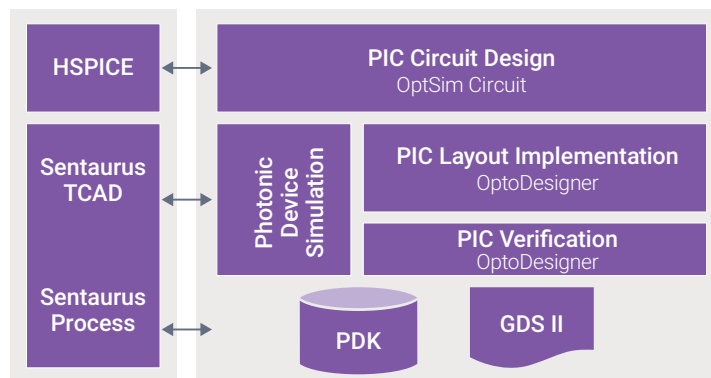 HSPICE
PIC Circuit Design
OptSim Circuit
Sentaurus
TCAD
Photonic
Device
Simulation
PIC Layout Implementation
OptoDesigner
PIC Verification
OptoDesigner
Sentaurus
Process
PDK
GDS II